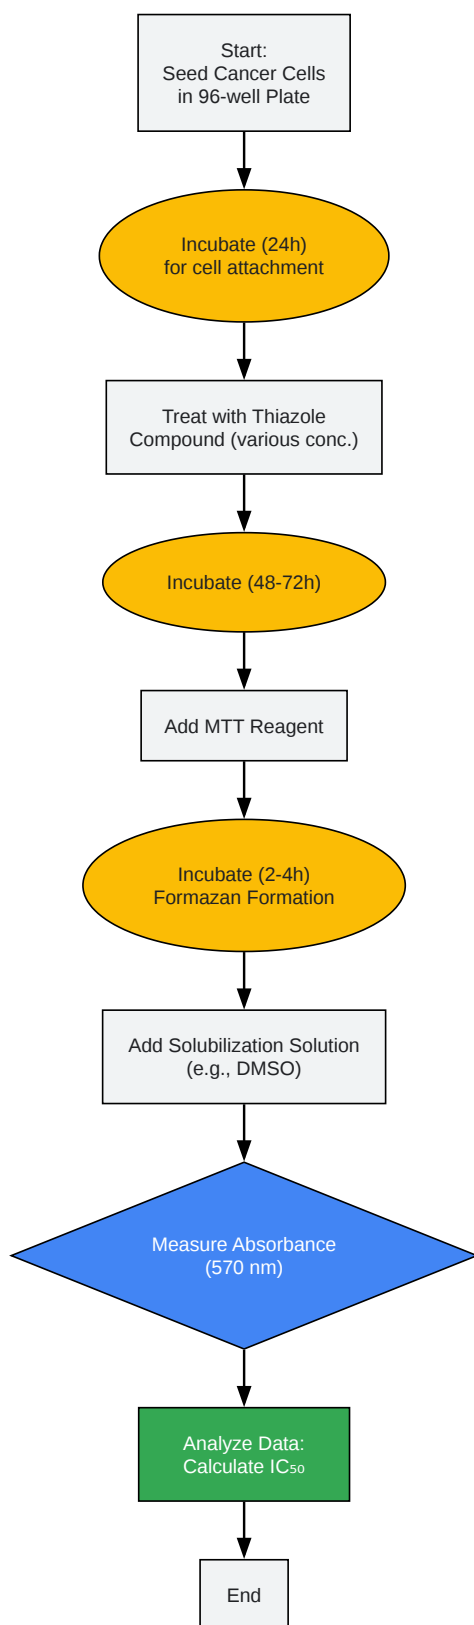 Start:
Seed Cancer Cells
in 96-well Plate
Incubate (24h)
for cell attachment
Treat with Thiazole
Compound (various conc.)
Incubate (48-72h)
Add MTT Reagent
Incubate (2-4h)
Formazan Formation
Add Solubilization Solution
(e.g., DMSO)
Measure Absorbance
(570 nm)
Analyze Data:
Calculate IC₅₀
End